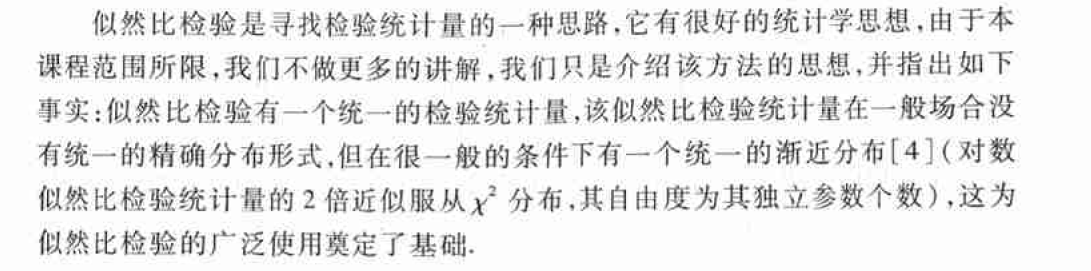 似然比检验是寻找检验统计量的一种思路,它有很好的统计学思想,由于本
课程范围所限,我们不做更多的讲解,我们只是介绍该方法的思想,并指出如下
事实:似然比检验有一个统一的检验统计量,该似然比检验统计量在一般场合没
有统一的精确分布形式,但在很一般的条件下有一个统一的渐近分布[4](对数
似然比检验统计量的 2 倍近似服从 χ² 分布,其自由度为其独立参数个数),这为
似然比检验的广泛使用奠定了基础.